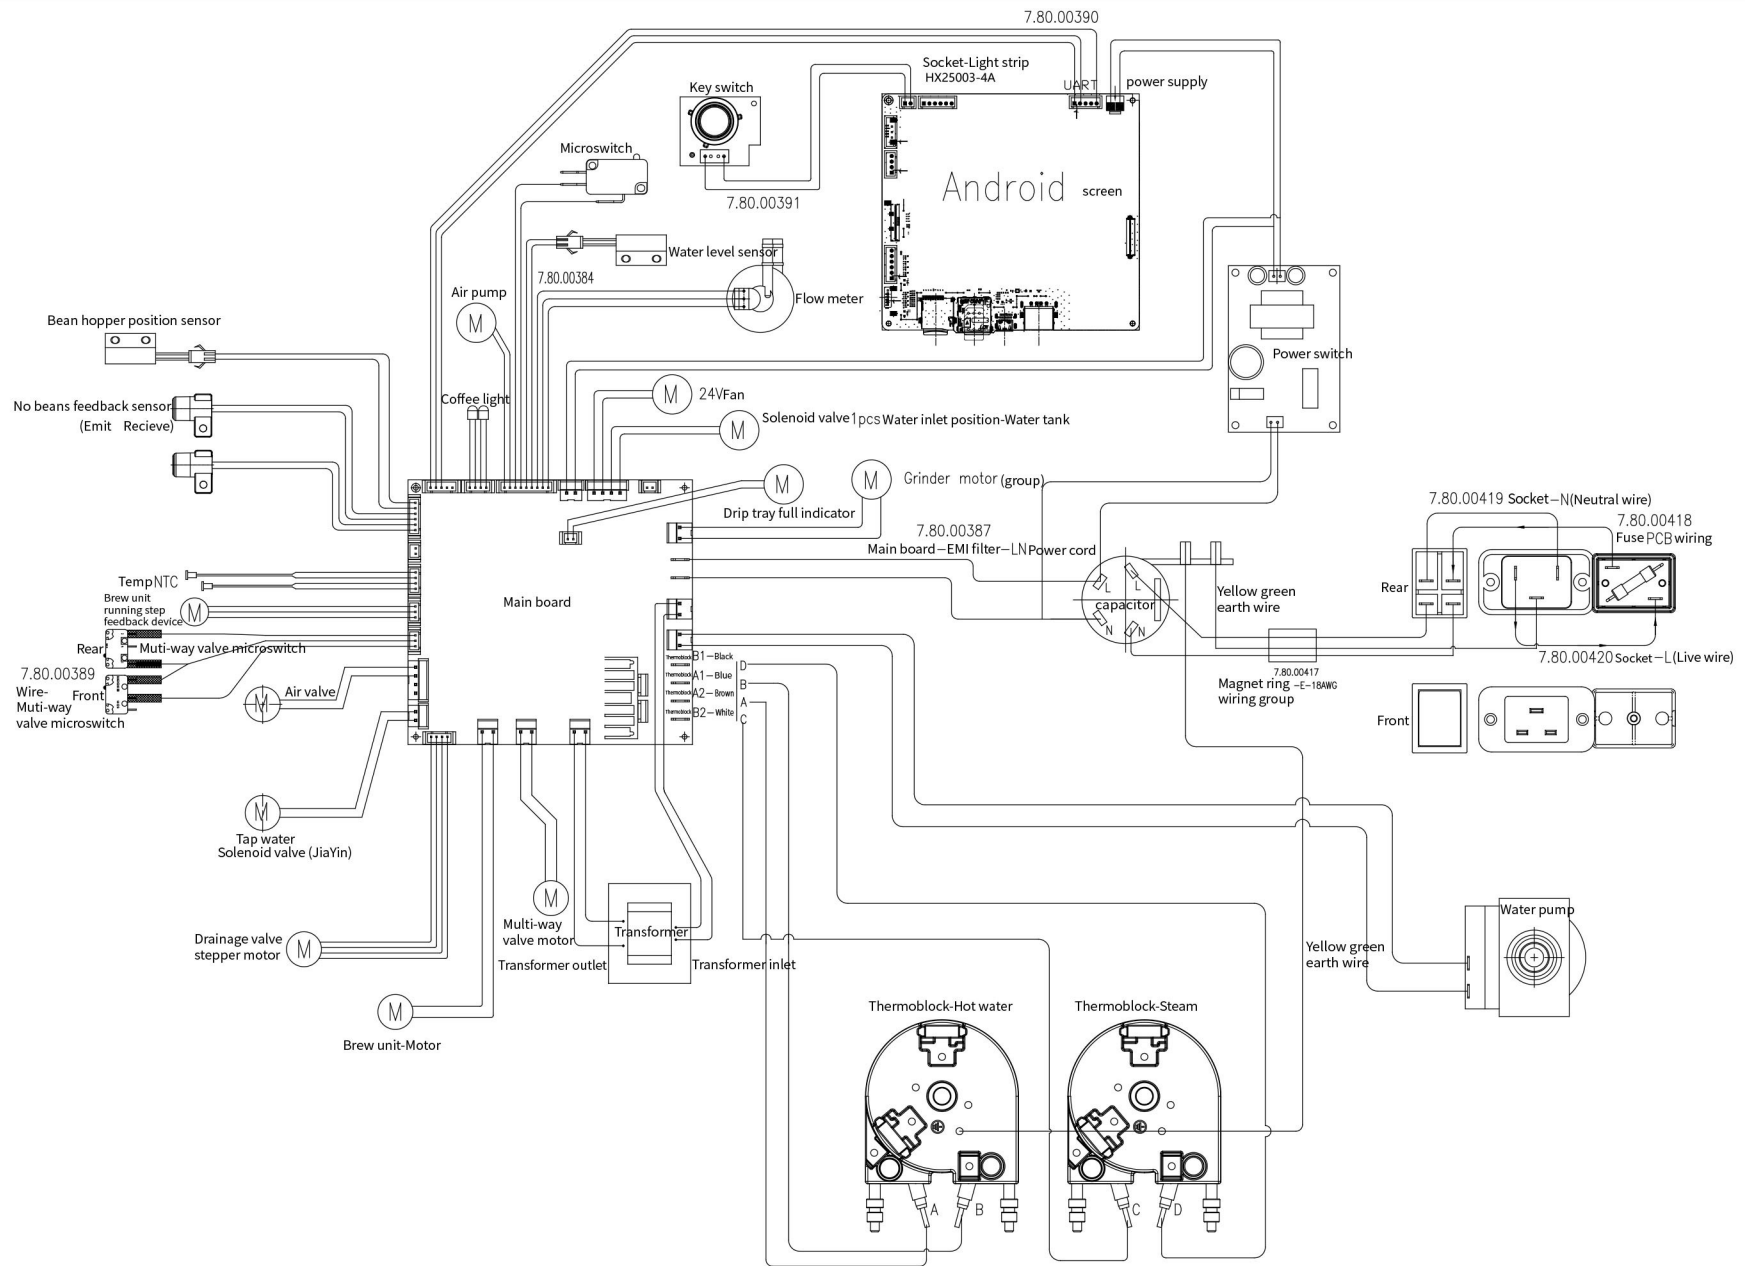 7.80.00390
Socket-Light strip
HX25003-4A
UART
power supply
Key switch
Microswitch
7.80.00391
Android screen
Water level sensor
7.80.00384
Flow meter
Air pump
M
Bean hopper position sensor
Power switch
No beans feedback sensor
(Emit Recieve)
Coffee light
M
24VFan
M
Solenoid valve1pcsWater inlet position-Water tank
M
Drip tray full indicator
M
Grinder motor (group)
7.80.00387
Main board-EMI filter-LNPower cord
7.80.00419 Socket-N(Neutral wire)
7.80.00418
Fuse PCB wiring
Rear
L
L
capacitor
N
N
Yellow green
earth wire
7.80.00420 Socket-L(Live wire)
7.80.00417
Magnet ring -E-18AWG
wiring group
Front
TempNTC
Brew unit
running step
feedback device
M
Main board
Rear
Muti-way valve microswitch
7.80.00389
Wire-
Muti-way
valve microswitch
Front
M
Air valve
Thermoblock B1-Black
D
Thermoblock A1-Blue
B
Thermoblock A2-Brown
A
Thermoblock B2-White
C
M
Tap water
Solenoid valve (JiaYin)
M
Multi-way
valve motor
Transformer
Transformer outlet
Transformer inlet
Drainage valve
stepper motor
M
M
Brew unit-Motor
Yellow green
earth wire
Water pump
Thermoblock-Hot water
Thermoblock-Steam
A
B
C
D